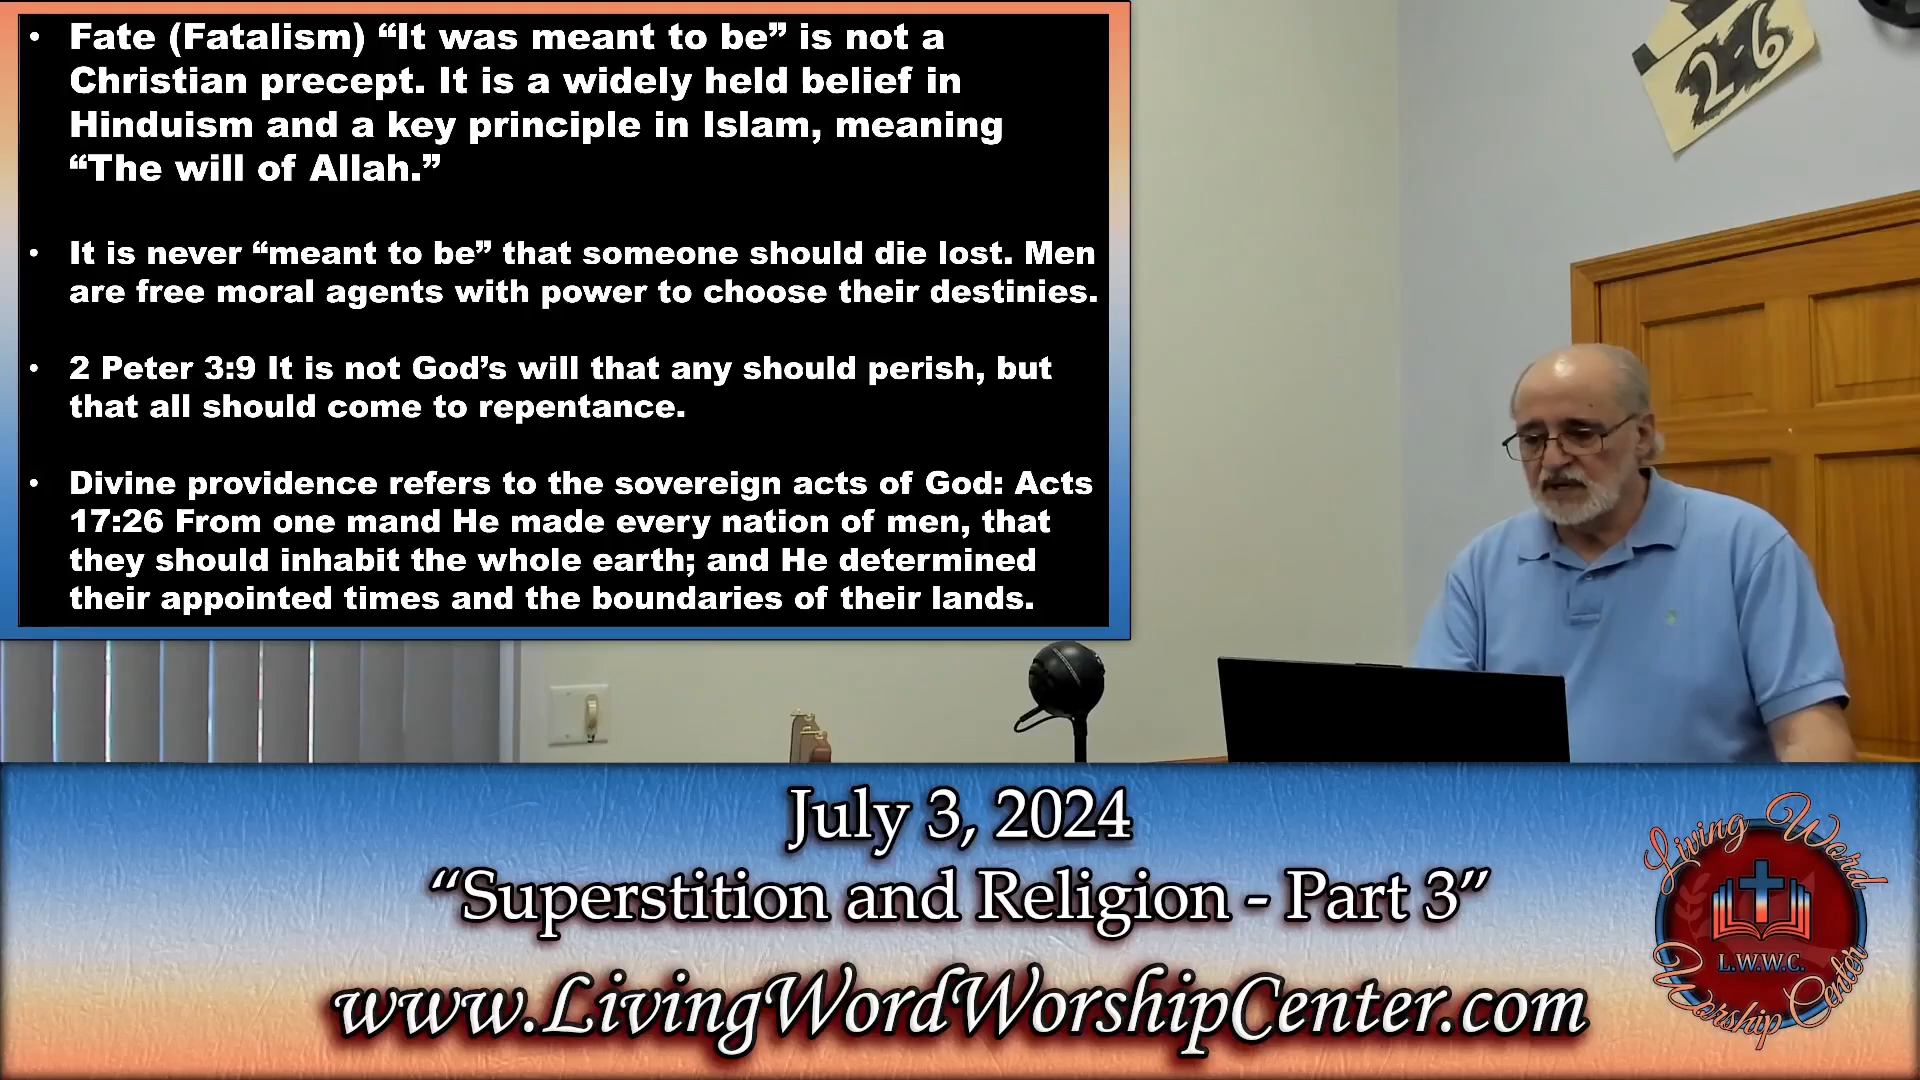 • Fate (Fatalism) “It was meant to be” is not a
Christian precept. It is a widely held belief in
Hinduism and a key principle in Islam, meaning
“The will of Allah.”
• It is never “meant to be” that someone should die lost. Men
are free moral agents with power to choose their destinies.
• 2 Peter 3:9 It is not God’s will that any should perish, but
that all should come to repentance.
• Divine providence refers to the sovereign acts of God: Acts
17:26 From one mand He made every nation of men, that
they should inhabit the whole earth; and He determined
their appointed times and the boundaries of their lands.
2·6
July 3, 2024
“Superstition and Religion - Part 3”
www.LivingWordWorshipCenter.com
Living Word
L.W.W.C.
Worship Center